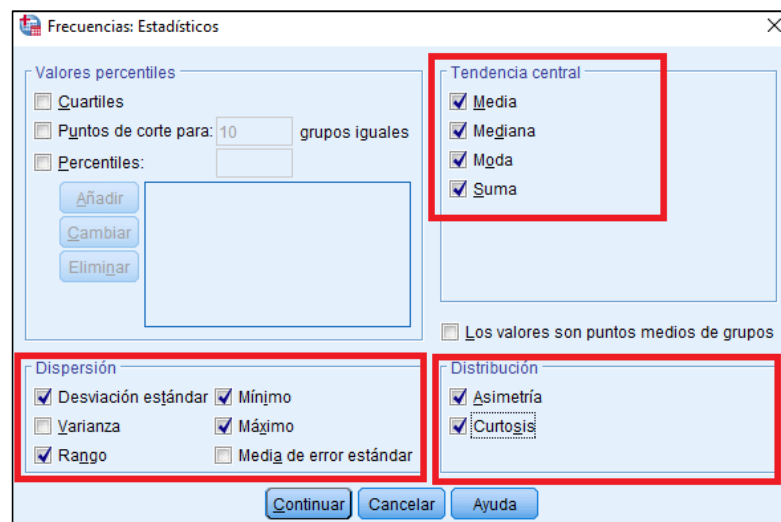 Frecuencias: Estadísticos
Valores percentiles
Cuartiles
Puntos de corte para: 10 grupos iguales
Percentiles:
Añadir
Cambiar
Eliminar
Tendencia central
Media
Mediana
Moda
Suma
Los valores son puntos medios de grupos
Dispersión
Desviación estándar Mínimo
Varianza Máximo
Rango Media de error estándar
Distribución
Asimetría
Curtosis
Continuar Cancelar Ayuda